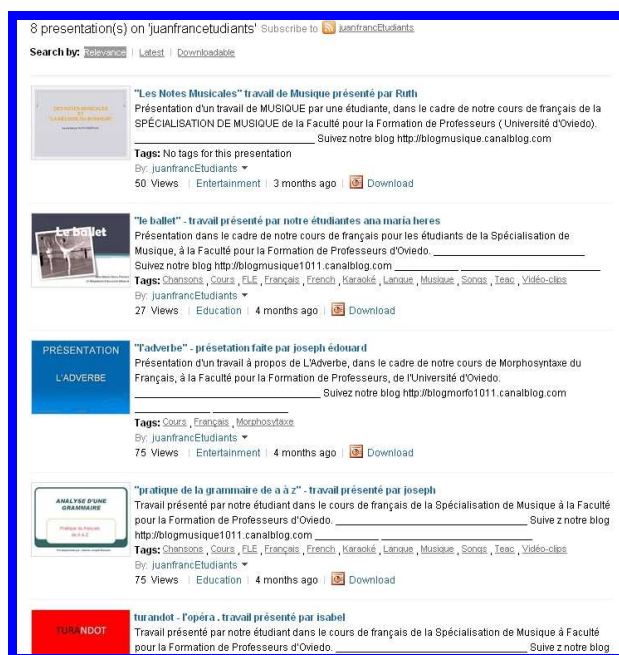 8 presentation(s) on 'juanfrancetudiants' Subscribe to juanfrancEtudiants
Search by: Relevance | Latest | Downloadable
"Les Notes Musicales" travail de Musique présenté par Ruth
Présentation d'un travail de MUSIQUE par une étudiante, dans le cadre de notre cours de français de la
SPÉCIALISATION DE MUSIQUE de la Faculté pour la Formation de Professeurs ( Université d'Oviedo).
Suivez notre blog http://blogmusique.canalblog.com
Tags: No tags for this presentation
By: juanfrancEtudiants
50 Views | Entertainment | 3 months ago | Download
Le ballet
"le ballet" - travail présenté par notre étudiantes ana maría heres
Présentation dans le cadre de notre cours de français pour les étudiants de la Spécialisation de
Musique, à la Faculté pour la Formation de Professeurs d'Oviedo.
Suivez notre blog http://blogmusique1011.canalblog.com
Tags: Chansons , Cours , FLE , Français , French , Karaoké , Langue , Musique , Songs , Teac , Vidéo-clips
By: juanfrancEtudiants
27 Views | Education | 4 months ago | Download
PRÉSENTATION
L'ADVERBE
"l'adverbe" - présetation faite par joseph édouard
Présentation d'un travail à propos de L'Adverbe, dans le cadre de notre cours de Morphosyntaxe du
Français, à la Faculté pour la Formation de Professeurs, de l'Université d'Oviedo.
Suivez notre blog http://blogmorfo1011.canalblog.com
Tags: Cours , Français , Morphosytaxe
By: juanfrancEtudiants
75 Views | Entertainment | 4 months ago | Download
ANALYSE D'UNE
GRAMMAIRE
Pratique du français
de A à Z
"pratique de la grammaire de a à z" - travail présenté par joseph
Travail présenté par notre étudiant dans le cours de français de la Spécialisation de Musique à la Faculté
pour la Formation de Professeurs d'Oviedo. Suive z notre blog
http://blogmusique1011.canalblog.com
Tags: Chansons , Cours , FLE , Français , French , Karaoké , Langue , Musique , Songs , Teac , Vidéo-clips
By: juanfrancEtudiants
75 Views | Education | 4 months ago | Download
TURANDOT
turandot - l'opéra . travail présenté par isabel
Travail présenté par notre étudiant dans le cours de français de la Spécialisation de Musique à Faculté
pour la Formation de Professeurs d'Oviedo. Suive z notre blog